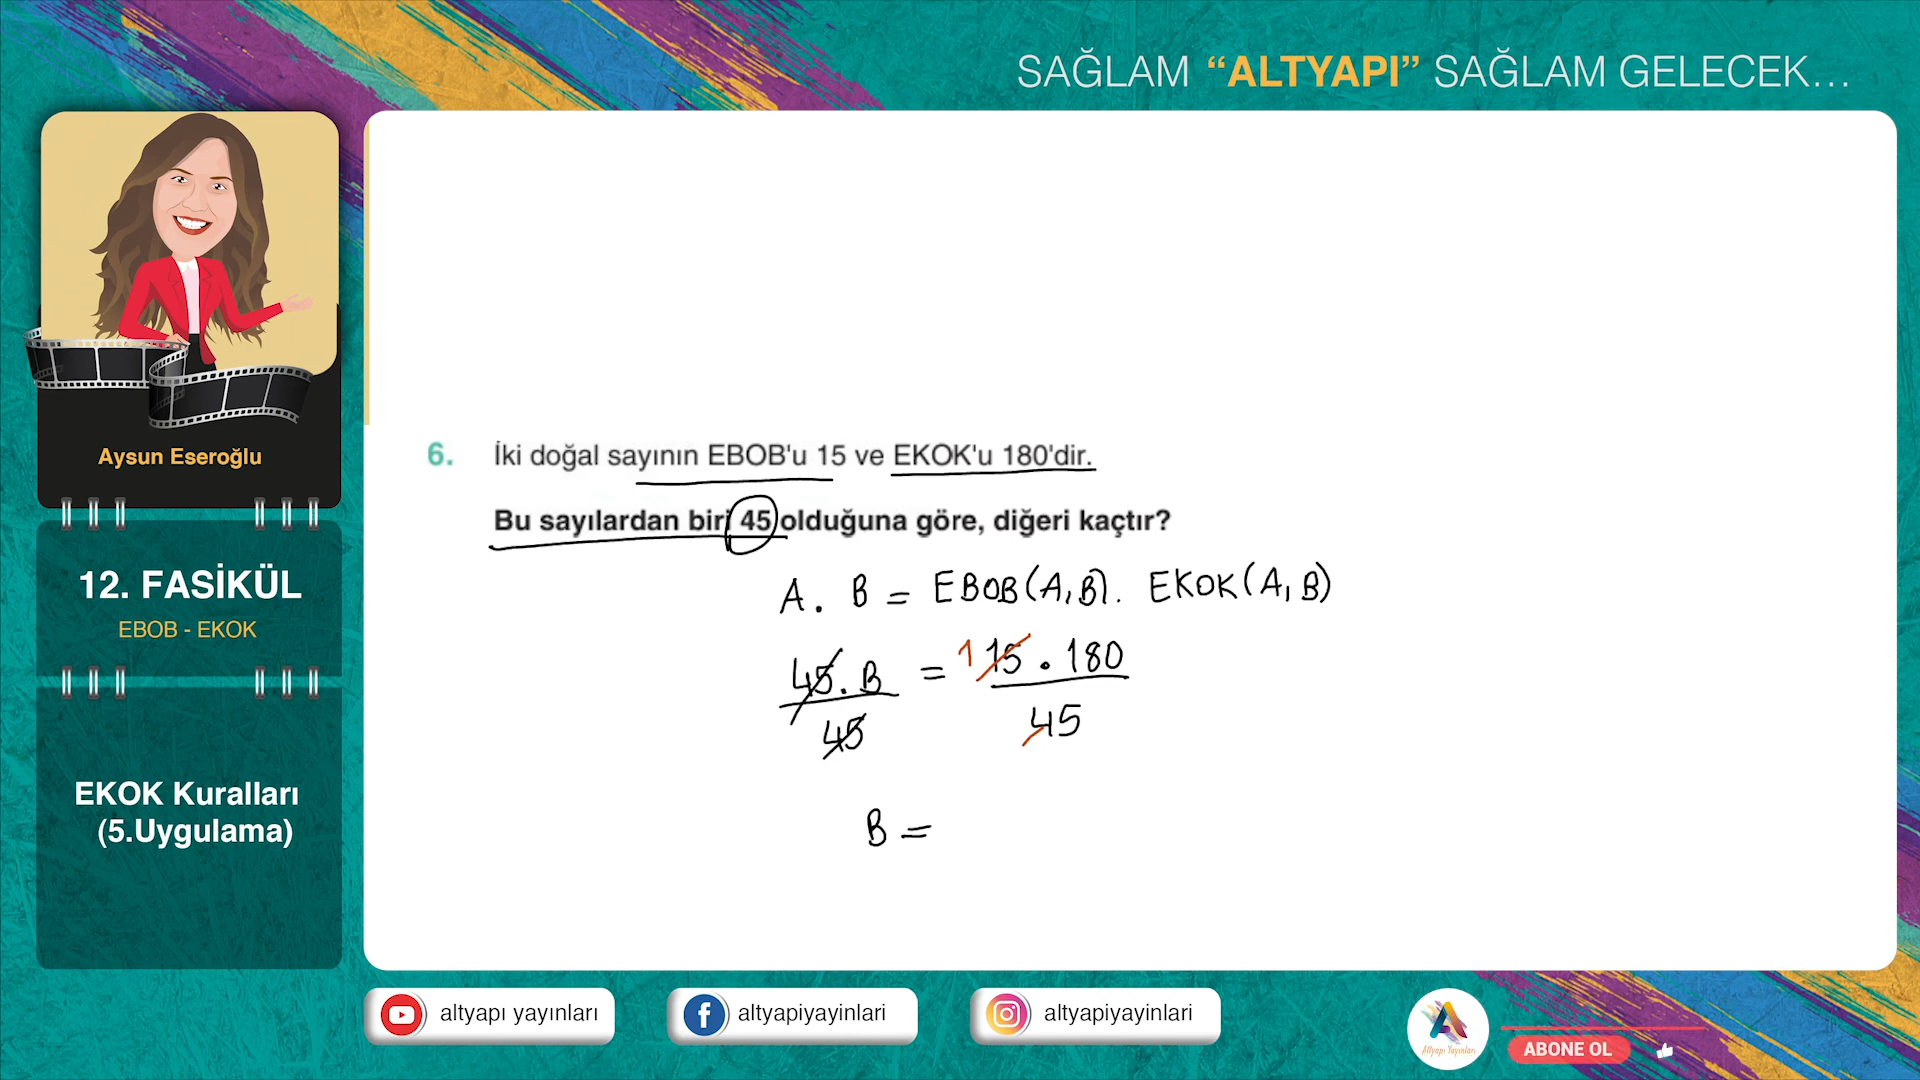 SAĞLAM “ALTYAPI” SAĞLAM GELECEK...
Aysun Eseroğlu
12. FASİKÜL
EBOB - EKOK
EKOK Kuralları
(5.Uygulama)
6. İki doğal sayının EBOB'u 15 ve EKOK'u 180'dir.
Bu sayılardan biri 45 olduğuna göre, diğeri kaçtır?
A . B = EBOB(A,B). EKOK(A,B)
45. B = 1 15 . 180
45 45
B =
altyapı yayınları
altyapiyayinlari
altyapiyayinlari
Altyapı Yayınları
ABONE OL